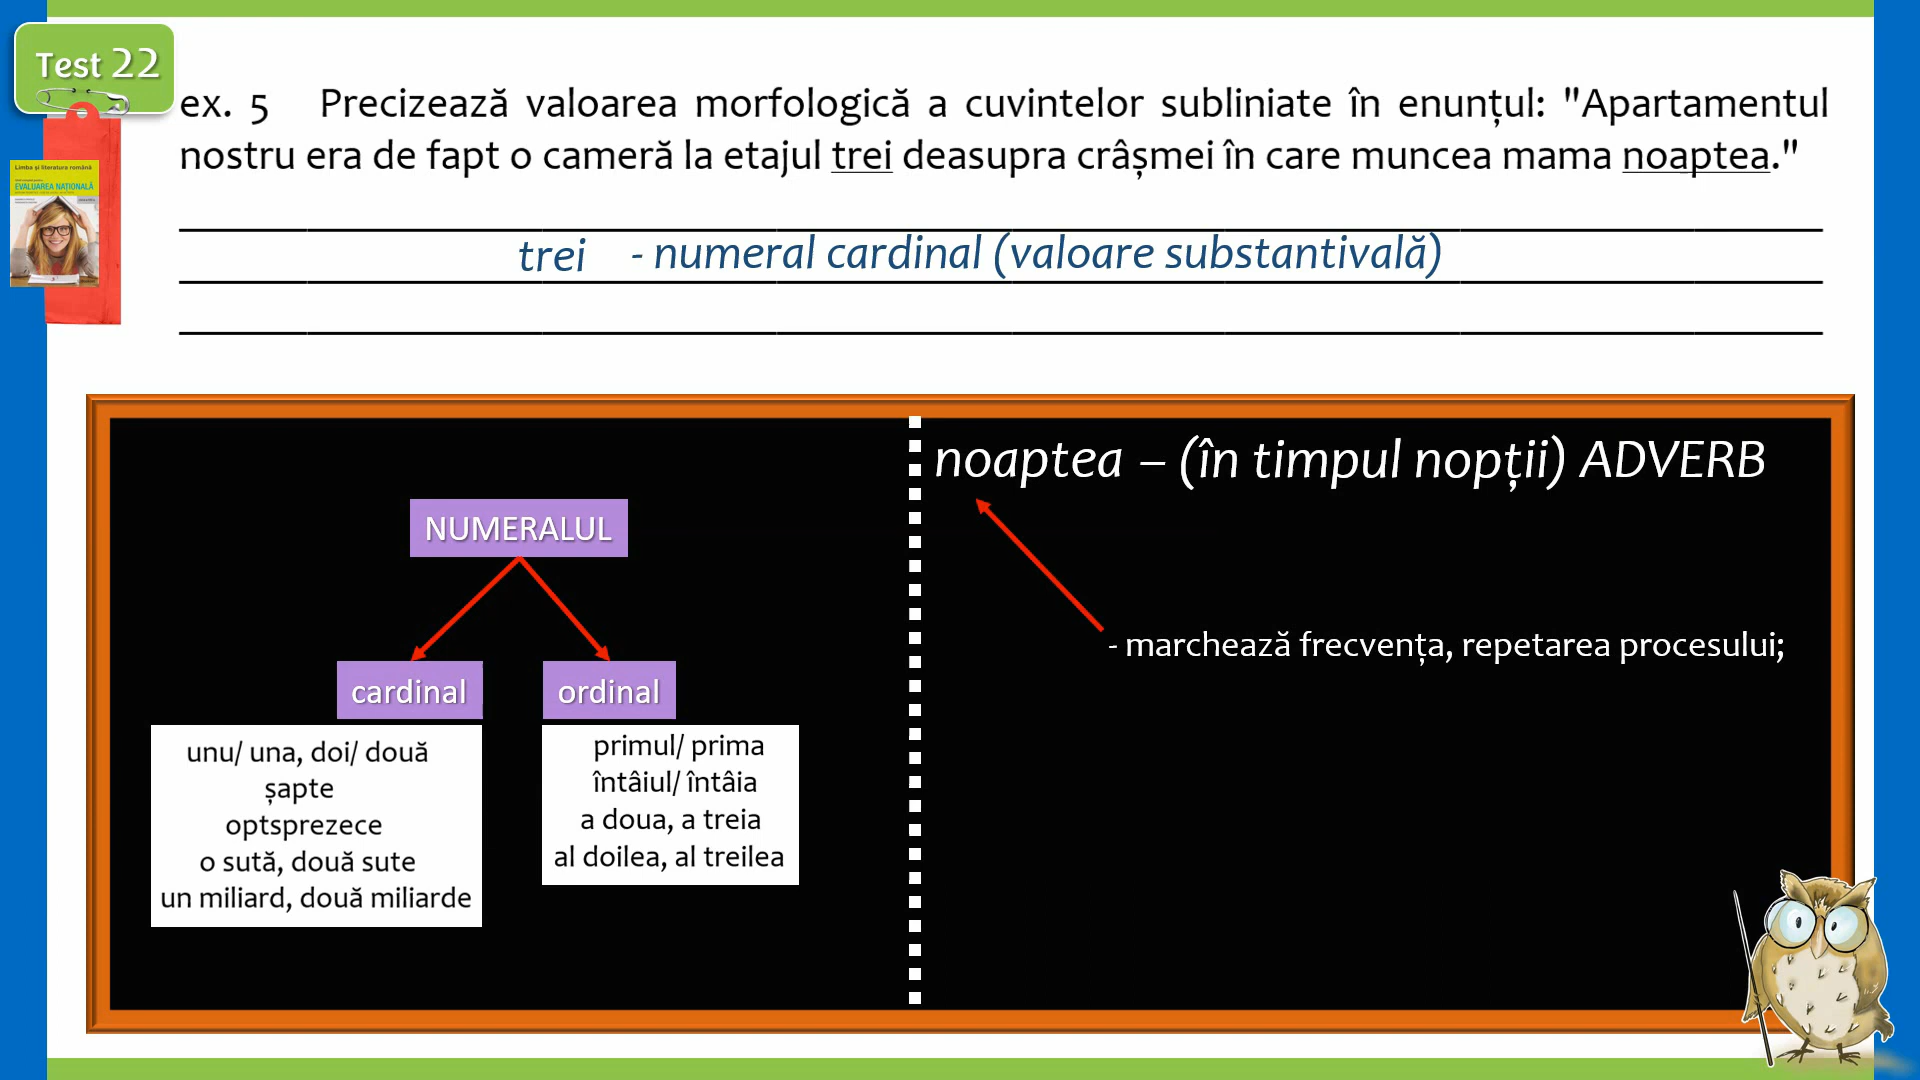 Test 22
ex. 5 Precizează valoarea morfologică a cuvintelor subliniate în enunțul: "Apartamentul
nostru era de fapt o cameră la etajul trei deasupra crâșmei în care muncea mama noaptea."
trei - numeral cardinal (valoare substantivală)
Limba și literatura română
EVALUAREA NAȚIONALĂ
noaptea – (în timpul nopții) ADVERB
NUMERALUL
- marchează frecvența, repetarea procesului;
cardinal
ordinal
unu/ una, doi/ două
șapte
optsprezece
o sută, două sute
un miliard, două miliarde
primul/ prima
întâiul/ întâia
a doua, a treia
al doilea, al treilea